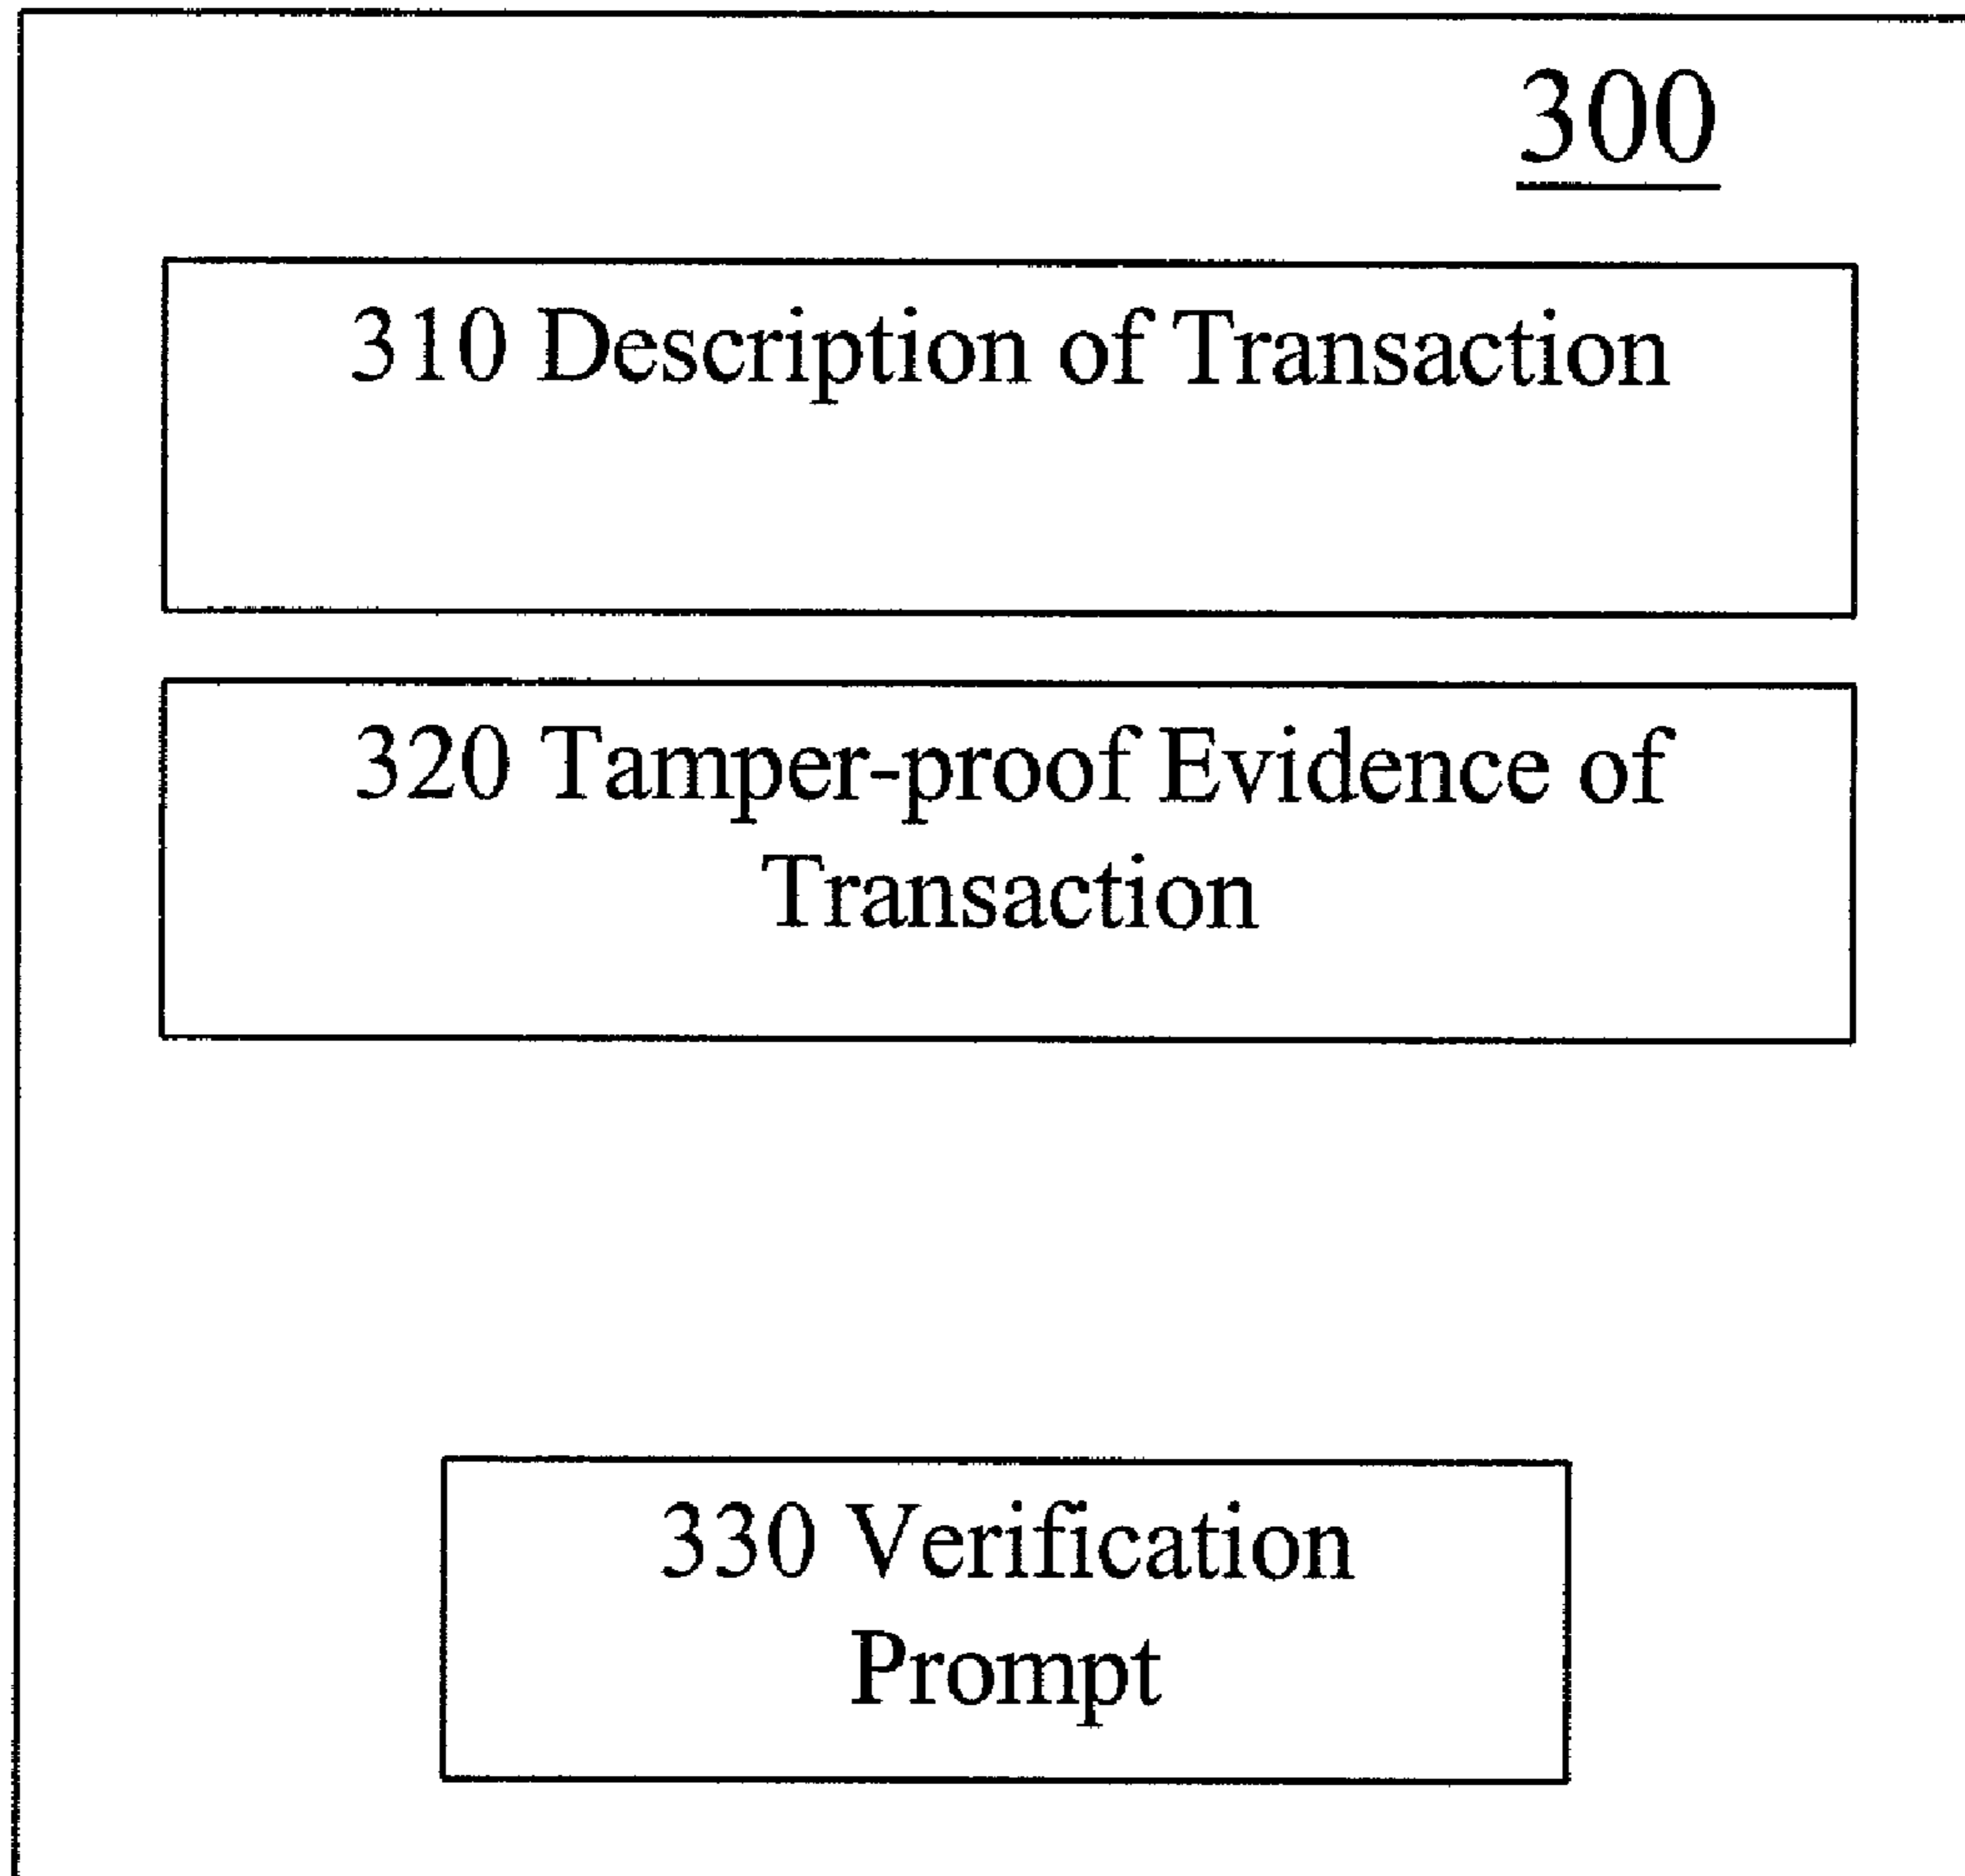 300
310 Description of Transaction
320 Tamper-proof Evidence of
Transaction
330 Verification
Prompt